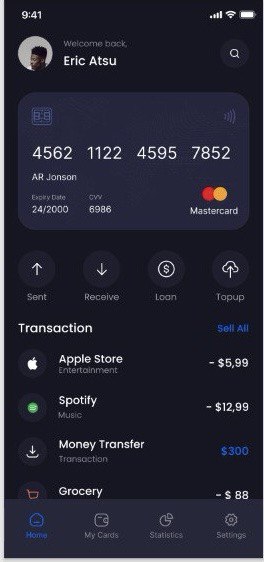 9:41
Welcome back,
Eric Atsu
4562 1122 4595 7852
AR Jonson
Expiry Date CVV
24/2000 6986
Mastercard
Sent Receive Loan Topup
Transaction Sell All
Apple Store - $5,99
Entertainment
Spotify - $12,99
Music
Money Transfer $300
Transaction
Grocery - $ 88
Home My Cards Statistics Settings